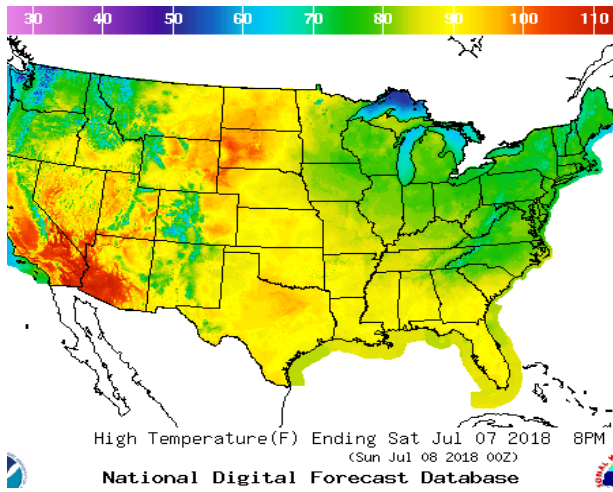 30 40 50 60 70 80 90 100 110
High Temperature(F) Ending Sat Jul 07 2018 8PM
(Sun Jul 08 2018 00Z)
National Digital Forecast Database